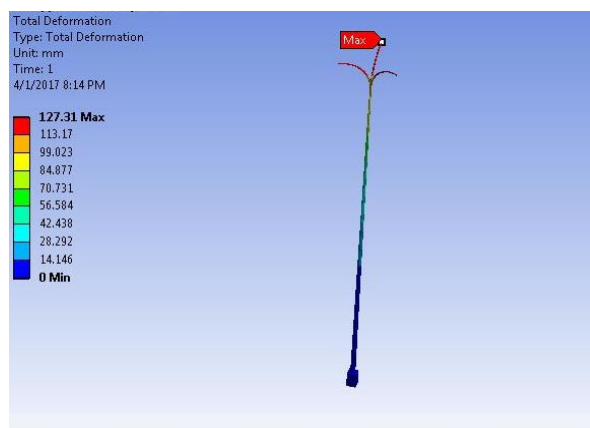 Total Deformation
Type: Total Deformation
Unit: mm
Time: 1
4/1/2017 8:14 PM
Max
127.31 Max
113.17
99.023
84.877
70.731
56.584
42.438
28.292
14.146
0 Min